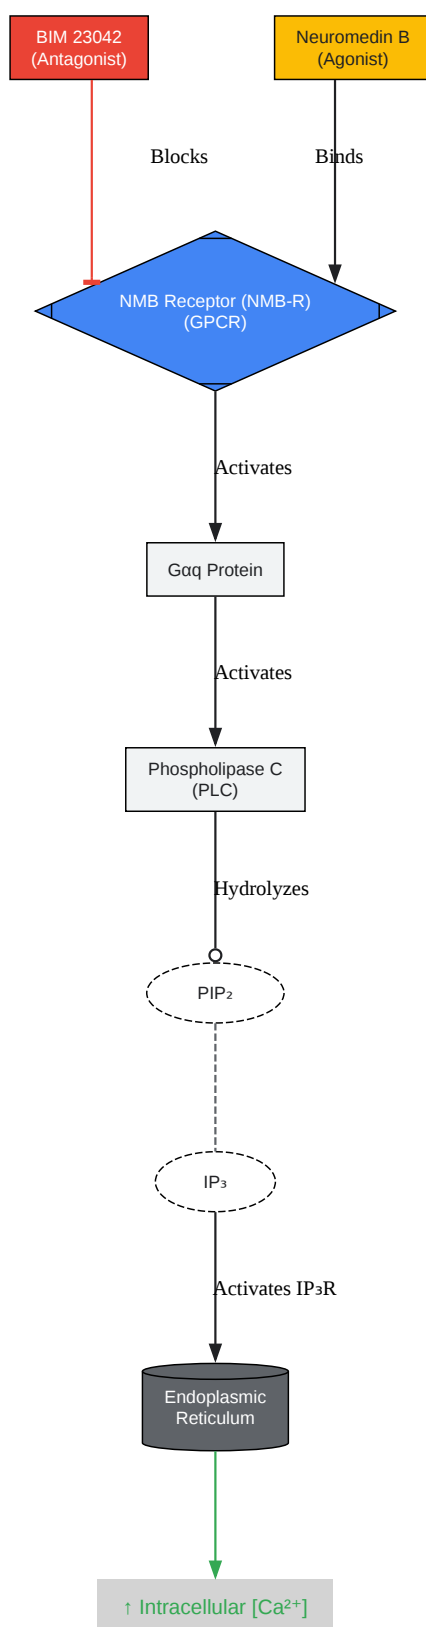 BIM 23042
(Antagonist)
Neuromedin B
(Agonist)
Blocks
Binds
NMB Receptor (NMB-R)
(GPCR)
Activates
Gαq Protein
Activates
Phospholipase C
(PLC)
Hydrolyzes
PIP₂
IP₃
Activates IP₃R
Endoplasmic
Reticulum
↑ Intracellular [Ca²⁺]